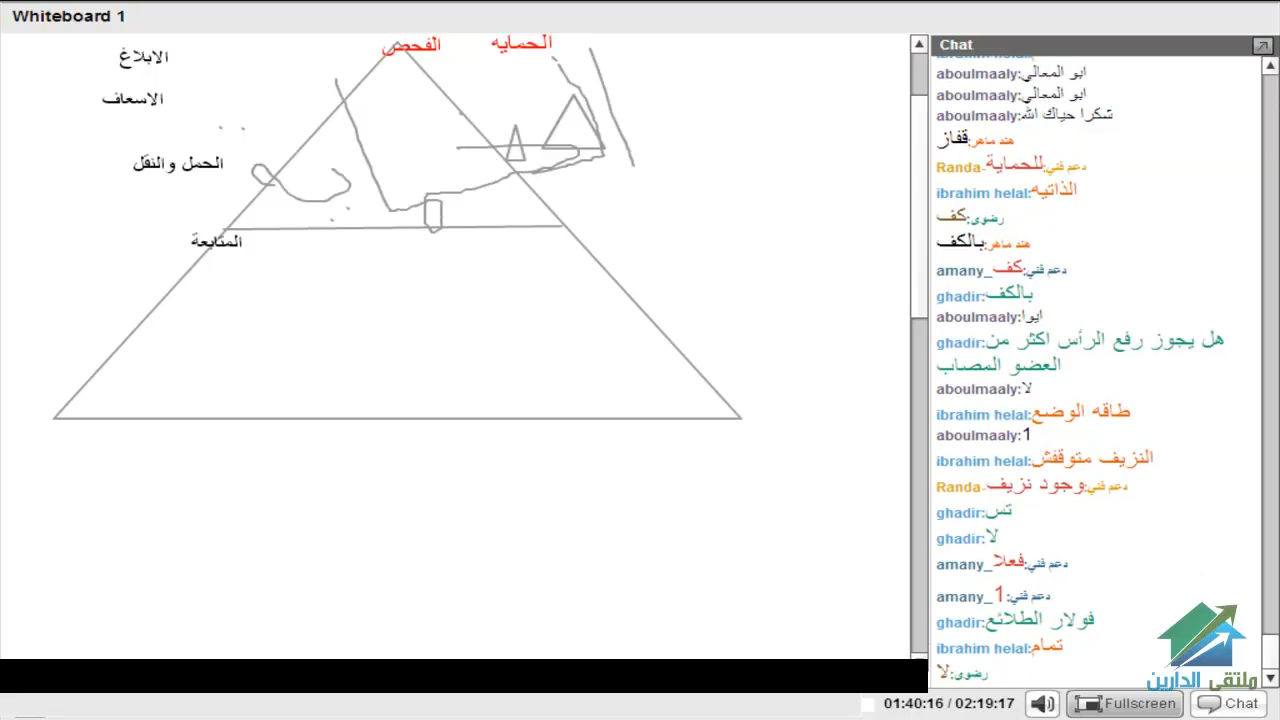 Whiteboard 1
الفحص
الحمايه
الابلاغ
الاسعاف
الحمل والنقل
المتابعة
Chat
aboulmaaly:ابو المعالي
aboulmaaly:ابو المعالي
aboulmaaly:شكرا حياك الله
هند ماهر:قفاز
Randa-دعم فني:للحماية
ibrahim helal:الذاتيه
رضوى:كف
هند ماهر:بالكف
amany_دعم فني:كف
ghadir:بالكف
aboulmaaly:ايوا
ghadir:هل يجوز رفع الرأس اكثر من
العضو المصاب
aboulmaaly:لا
ibrahim helal:طاقه الوضع
aboulmaaly:1
ibrahim helal:النزيف متوقفش
Randa-دعم فني:وجود نزيف
ghadir:تس
ghadir:لا
amany_دعم فني:فعلا
amany_دعم فني:1
ghadir:فولار الطلائع
ibrahim helal:تمام
رضوى:لا
ملتقى الدارين
01:40:16 / 02:19:17
Fullscreen
Chat